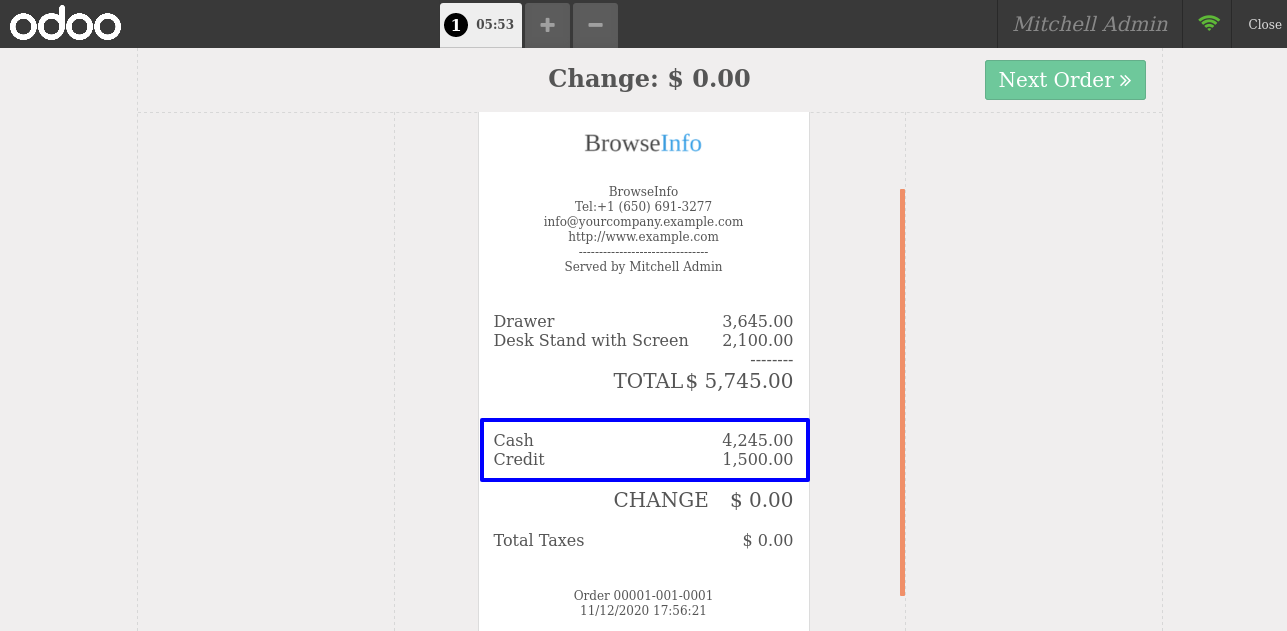 odoo
1 05:53 + −
Mitchell Admin
Close
Change: $ 0.00
Next Order »
BrowseInfo
BrowseInfo
Tel:+1 (650) 691-3277
info@yourcompany.example.com
http://www.example.com
--------------------------------
Served by Mitchell Admin
Drawer 3,645.00
Desk Stand with Screen 2,100.00
--------
TOTAL $ 5,745.00
Cash 4,245.00
Credit 1,500.00
CHANGE $ 0.00
Total Taxes $ 0.00
Order 00001-001-0001
11/12/2020 17:56:21